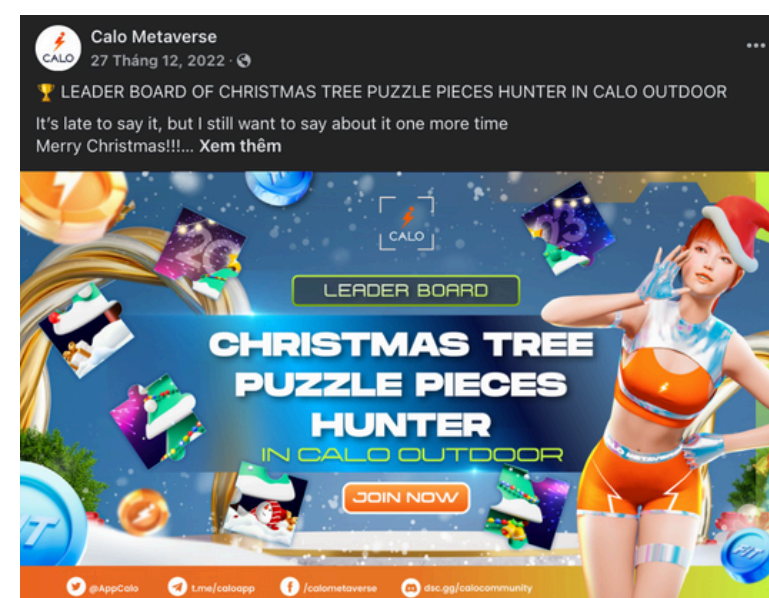 Calo Metaverse
27 Tháng 12, 2022 ·
🏆 LEADER BOARD OF CHRISTMAS TREE PUZZLE PIECES HUNTER IN CALO OUTDOOR
It's late to say it, but I still want to say about it one more time
Merry Christmas!!!... Xem thêm
CALO
CALO
LEADER BOARD
CHRISTMAS TREE
PUZZLE PIECES
HUNTER
IN CALO OUTDOOR
JOIN NOW
FIT
FIT
@AppCalo
t.me/caloapp
/calometaverse
dsc.gg/calocommunity